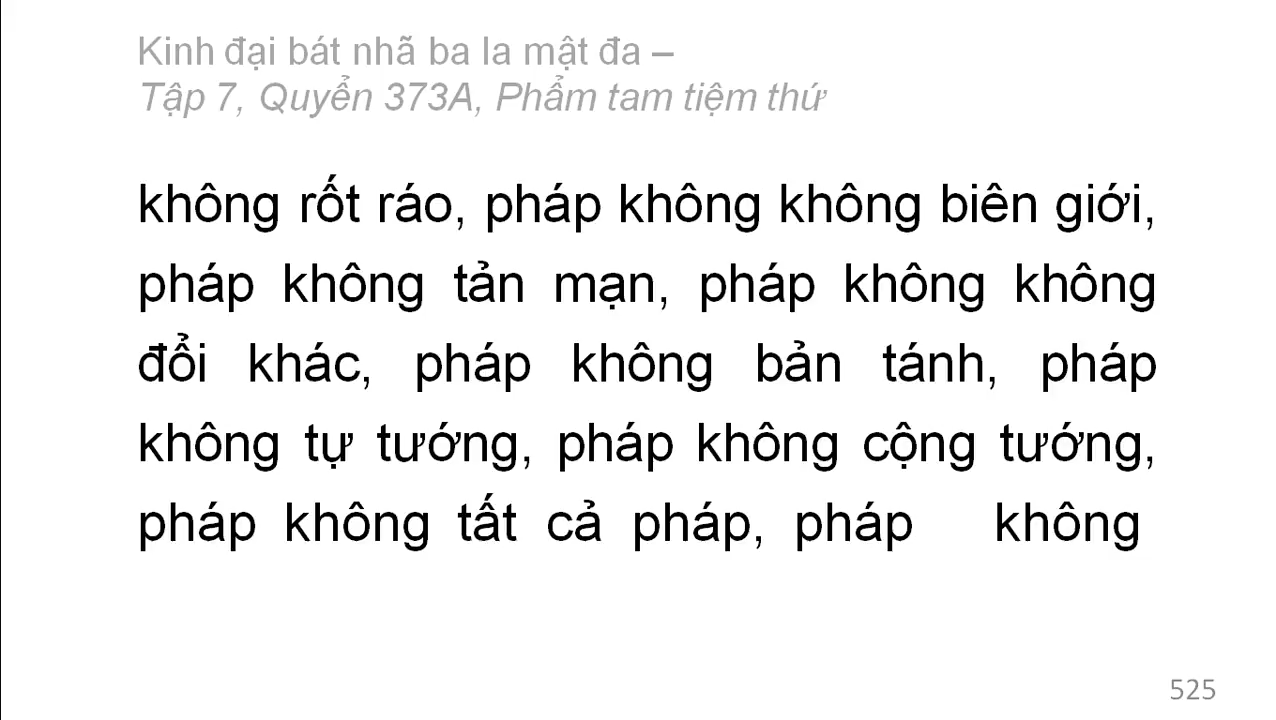 Kinh đại bát nhã ba la mật đa –
Tập 7, Quyển 373A, Phẩm tam tiệm thứ
không rốt ráo, pháp không không biên giới,
pháp không tản mạn, pháp không không
đổi khác, pháp không bản tánh, pháp
không tự tướng, pháp không cộng tướng,
pháp không tất cả pháp, pháp không
525